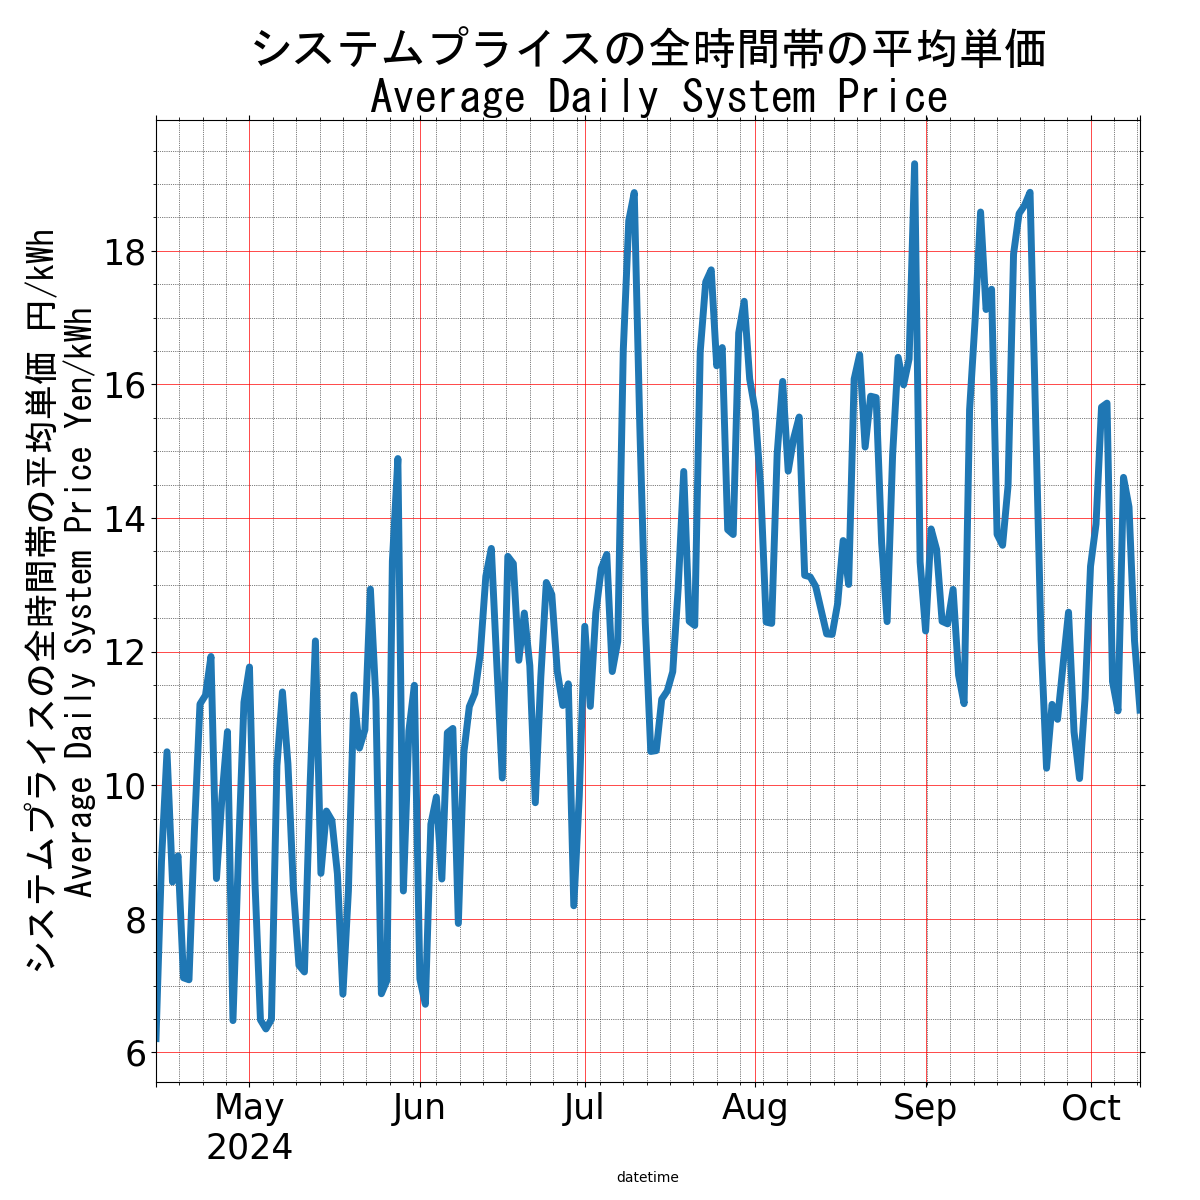 システムプライスの全時間帯の平均単価
Average Daily System Price
システムプライスの全時間帯の平均単価 円/kWh
Average Daily System Price Yen/kWh
18
16
14
12
10
8
6
May
2024
Jun
Jul
Aug
Sep
Oct
datetime